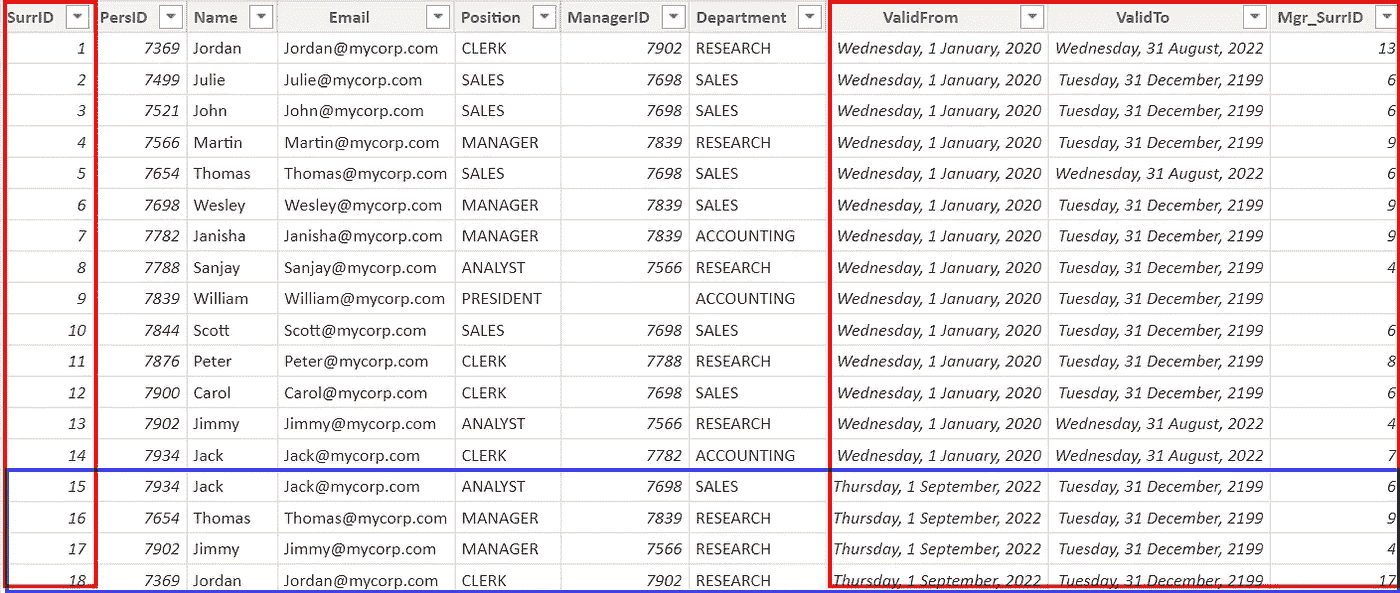 SurrID PersID Name Email Position ManagerID Department ValidFrom ValidTo Mgr_SurrID
1 7369 Jordan Jordan@mycorp.com CLERK 7902 RESEARCH Wednesday, 1 January, 2020 Wednesday, 31 August, 2022 13
2 7499 Julie Julie@mycorp.com SALES 7698 SALES Wednesday, 1 January, 2020 Tuesday, 31 December, 2199 6
3 7521 John John@mycorp.com SALES 7698 SALES Wednesday, 1 January, 2020 Tuesday, 31 December, 2199 6
4 7566 Martin Martin@mycorp.com MANAGER 7839 RESEARCH Wednesday, 1 January, 2020 Tuesday, 31 December, 2199 9
5 7654 Thomas Thomas@mycorp.com SALES 7698 SALES Wednesday, 1 January, 2020 Wednesday, 31 August, 2022 6
6 7698 Wesley Wesley@mycorp.com MANAGER 7839 SALES Wednesday, 1 January, 2020 Tuesday, 31 December, 2199 9
7 7782 Janisha Janisha@mycorp.com MANAGER 7839 ACCOUNTING Wednesday, 1 January, 2020 Tuesday, 31 December, 2199 9
8 7788 Sanjay Sanjay@mycorp.com ANALYST 7566 RESEARCH Wednesday, 1 January, 2020 Tuesday, 31 December, 2199 4
9 7839 William William@mycorp.com PRESIDENT ACCOUNTING Wednesday, 1 January, 2020 Tuesday, 31 December, 2199
10 7844 Scott Scott@mycorp.com SALES 7698 SALES Wednesday, 1 January, 2020 Tuesday, 31 December, 2199 6
11 7876 Peter Peter@mycorp.com CLERK 7788 RESEARCH Wednesday, 1 January, 2020 Tuesday, 31 December, 2199 8
12 7900 Carol Carol@mycorp.com CLERK 7698 SALES Wednesday, 1 January, 2020 Tuesday, 31 December, 2199 6
13 7902 Jimmy Jimmy@mycorp.com ANALYST 7566 RESEARCH Wednesday, 1 January, 2020 Wednesday, 31 August, 2022 4
14 7934 Jack Jack@mycorp.com CLERK 7782 ACCOUNTING Wednesday, 1 January, 2020 Wednesday, 31 August, 2022 7
15 7934 Jack Jack@mycorp.com ANALYST 7698 SALES Thursday, 1 September, 2022 Tuesday, 31 December, 2199 6
16 7654 Thomas Thomas@mycorp.com MANAGER 7839 RESEARCH Thursday, 1 September, 2022 Tuesday, 31 December, 2199 9
17 7902 Jimmy Jimmy@mycorp.com MANAGER 7566 RESEARCH Thursday, 1 September, 2022 Tuesday, 31 December, 2199 4
18 7369 Jordan Jordan@mycorp.com CLERK 7902 RESEARCH Thursday, 1 September, 2022 Tuesday, 31 December, 2199 17